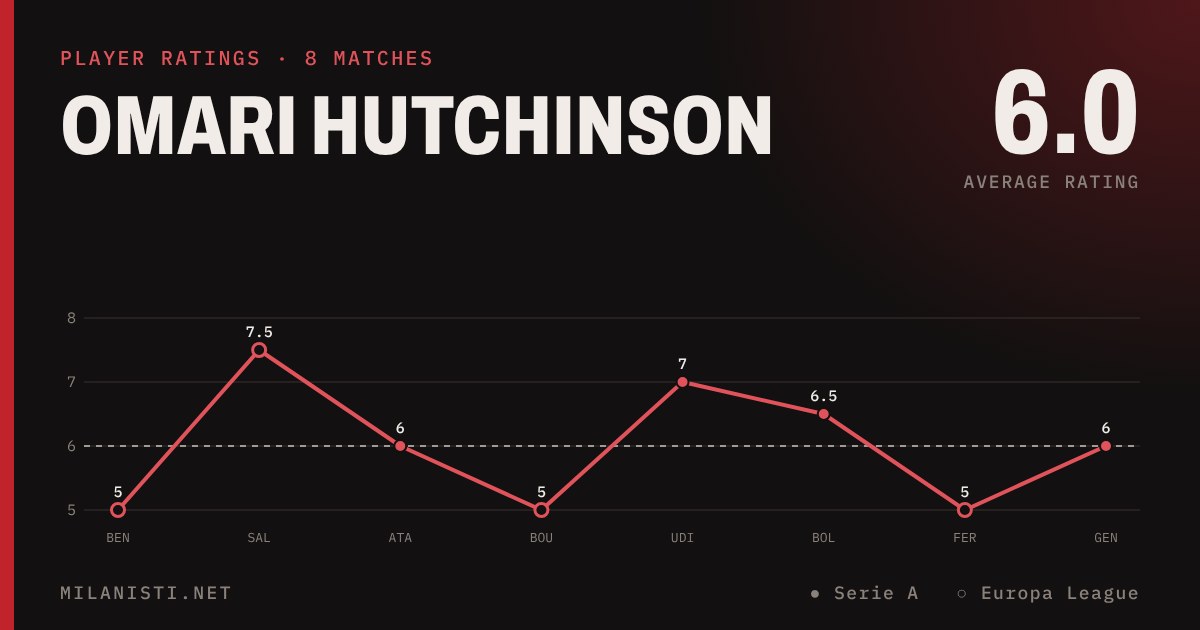 PLAYER RATINGS · 8 MATCHES
OMARI HUTCHINSON
6.0
AVERAGE RATING
8
7.5
7
7
6.5
6
6
6
5
5
5
5
BEN SAL ATA BOU UDI BOL FER GEN
MILANISTI.NET
● Serie A ○ Europa League